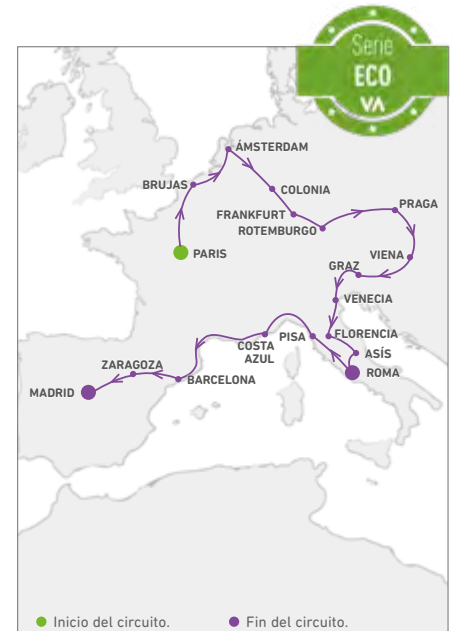 Serie
ECO
VA
ÁMSTERDAM
BRUJAS
COLONIA
PRAGA
FRANKFURT
ROTEMBURGO
PARIS
VIENA
GRAZ
VENECIA
FLORENCIA
PISA
COSTA
AZUL
ASÍS
ZARAGOZA
ROMA
BARCELONA
MADRID
Inicio del circuito.
Fin del circuito.